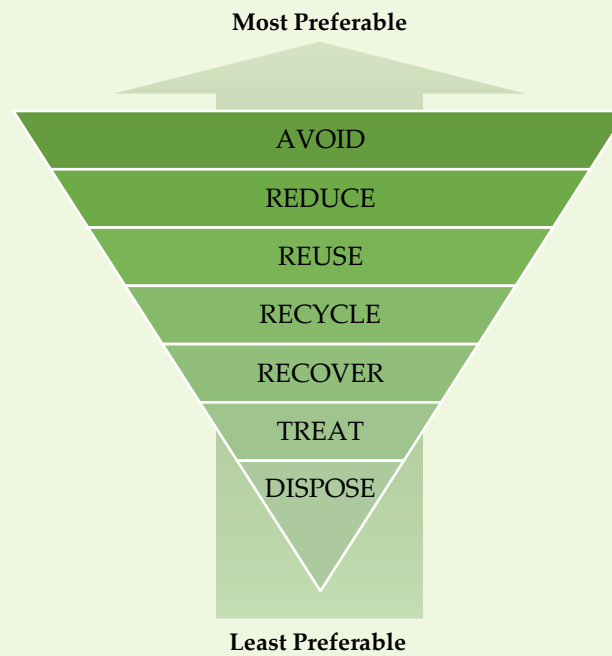 Most Preferable
AVOID
REDUCE
REUSE
RECYCLE
RECOVER
TREAT
DISPOSE
Least Preferable